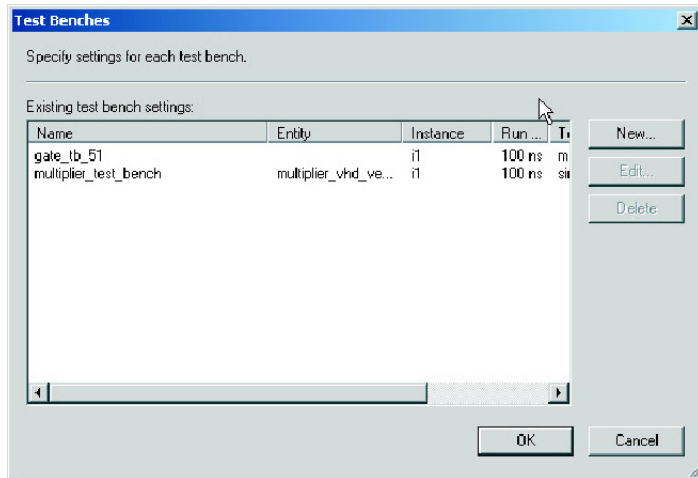 Test Benches
Specify settings for each test bench.
Existing test bench settings:
Name Entity Instance Run ...
gate_tb_51 i1 100 ns m
multiplier_test_bench multiplier_vhd_ve... i1 100 ns
New...
Edit...
Delete
OK Cancel